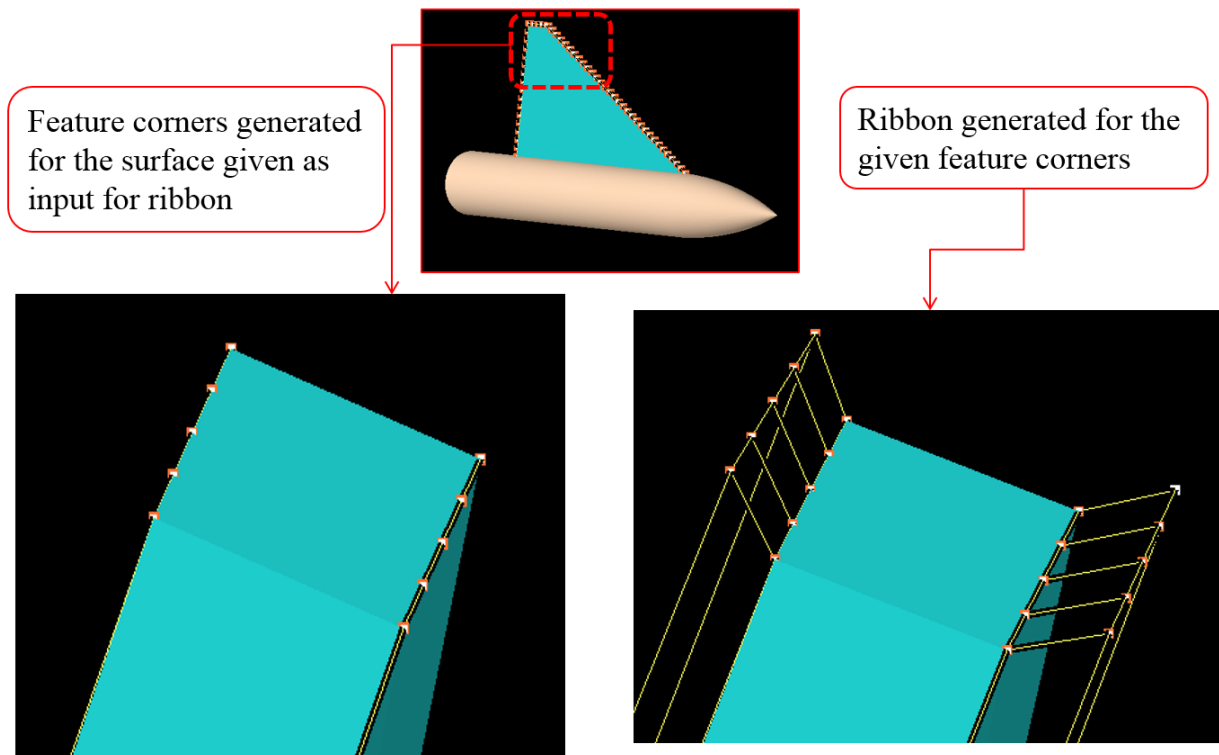 Feature corners generated
for the surface given as
input for ribbon
Ribbon generated for the
given feature corners